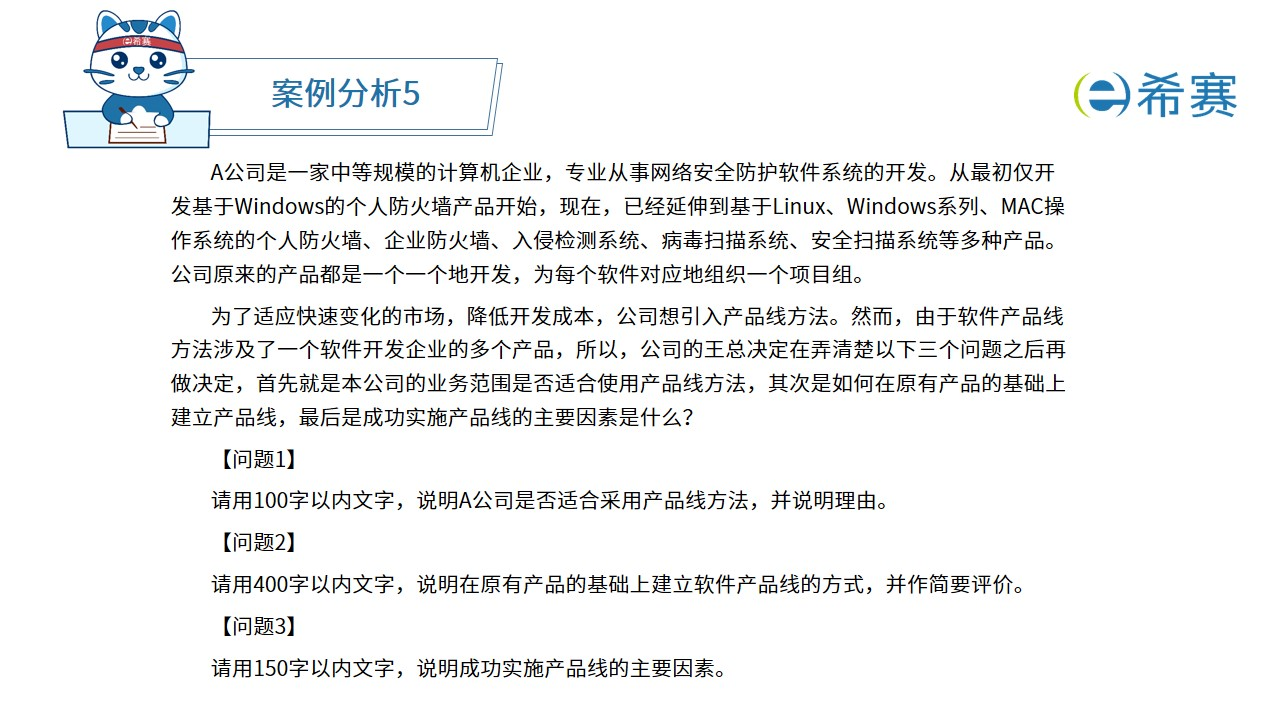 希赛
案例分析5
希赛
A公司是一家中等规模的计算机企业，专业从事网络安全防护软件系统的开发。从最初仅开
发基于Windows的个人防火墙产品开始，现在，已经延伸到基于Linux、Windows系列、MAC操
作系统的个人防火墙、企业防火墙、入侵检测系统、病毒扫描系统、安全扫描系统等多种产品。
公司原来的产品都是一个一个地开发，为每个软件对应地组织一个项目组。
为了适应快速变化的市场，降低开发成本，公司想引入产品线方法。然而，由于软件产品线
方法涉及了一个软件开发企业的多个产品，所以，公司的王总决定在弄清楚以下三个问题之后再
做决定，首先就是本公司的业务范围是否适合使用产品线方法，其次是如何在原有产品的基础上
建立产品线，最后是成功实施产品线的主要因素是什么？
【问题1】
请用100字以内文字，说明A公司是否适合采用产品线方法，并说明理由。
【问题2】
请用400字以内文字，说明在原有产品的基础上建立软件产品线的方式，并作简要评价。
【问题3】
请用150字以内文字，说明成功实施产品线的主要因素。